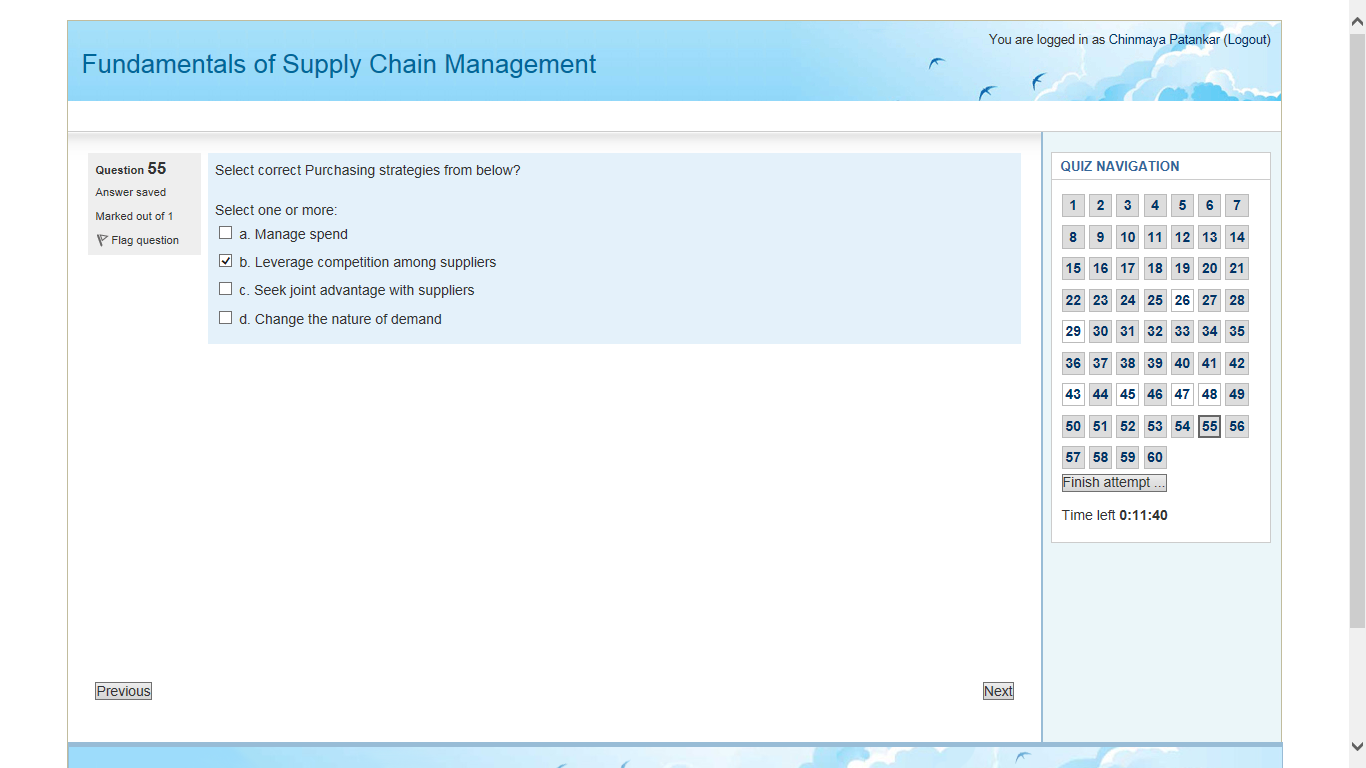 You are logged in as Chinmaya Patankar (Logout)
Fundamentals of Supply Chain Management
Question 55
Answer saved
Marked out of 1
Flag question
Select correct Purchasing strategies from below?
Select one or more:
a. Manage spend
b. Leverage competition among suppliers
c. Seek joint advantage with suppliers
d. Change the nature of demand
Previous
Next
QUIZ NAVIGATION
1 2 3 4 5 6 7
8 9 10 11 12 13 14
15 16 17 18 19 20 21
22 23 24 25 26 27 28
29 30 31 32 33 34 35
36 37 38 39 40 41 42
43 44 45 46 47 48 49
50 51 52 53 54 55 56
57 58 59 60
Finish attempt ...
Time left 0:11:40